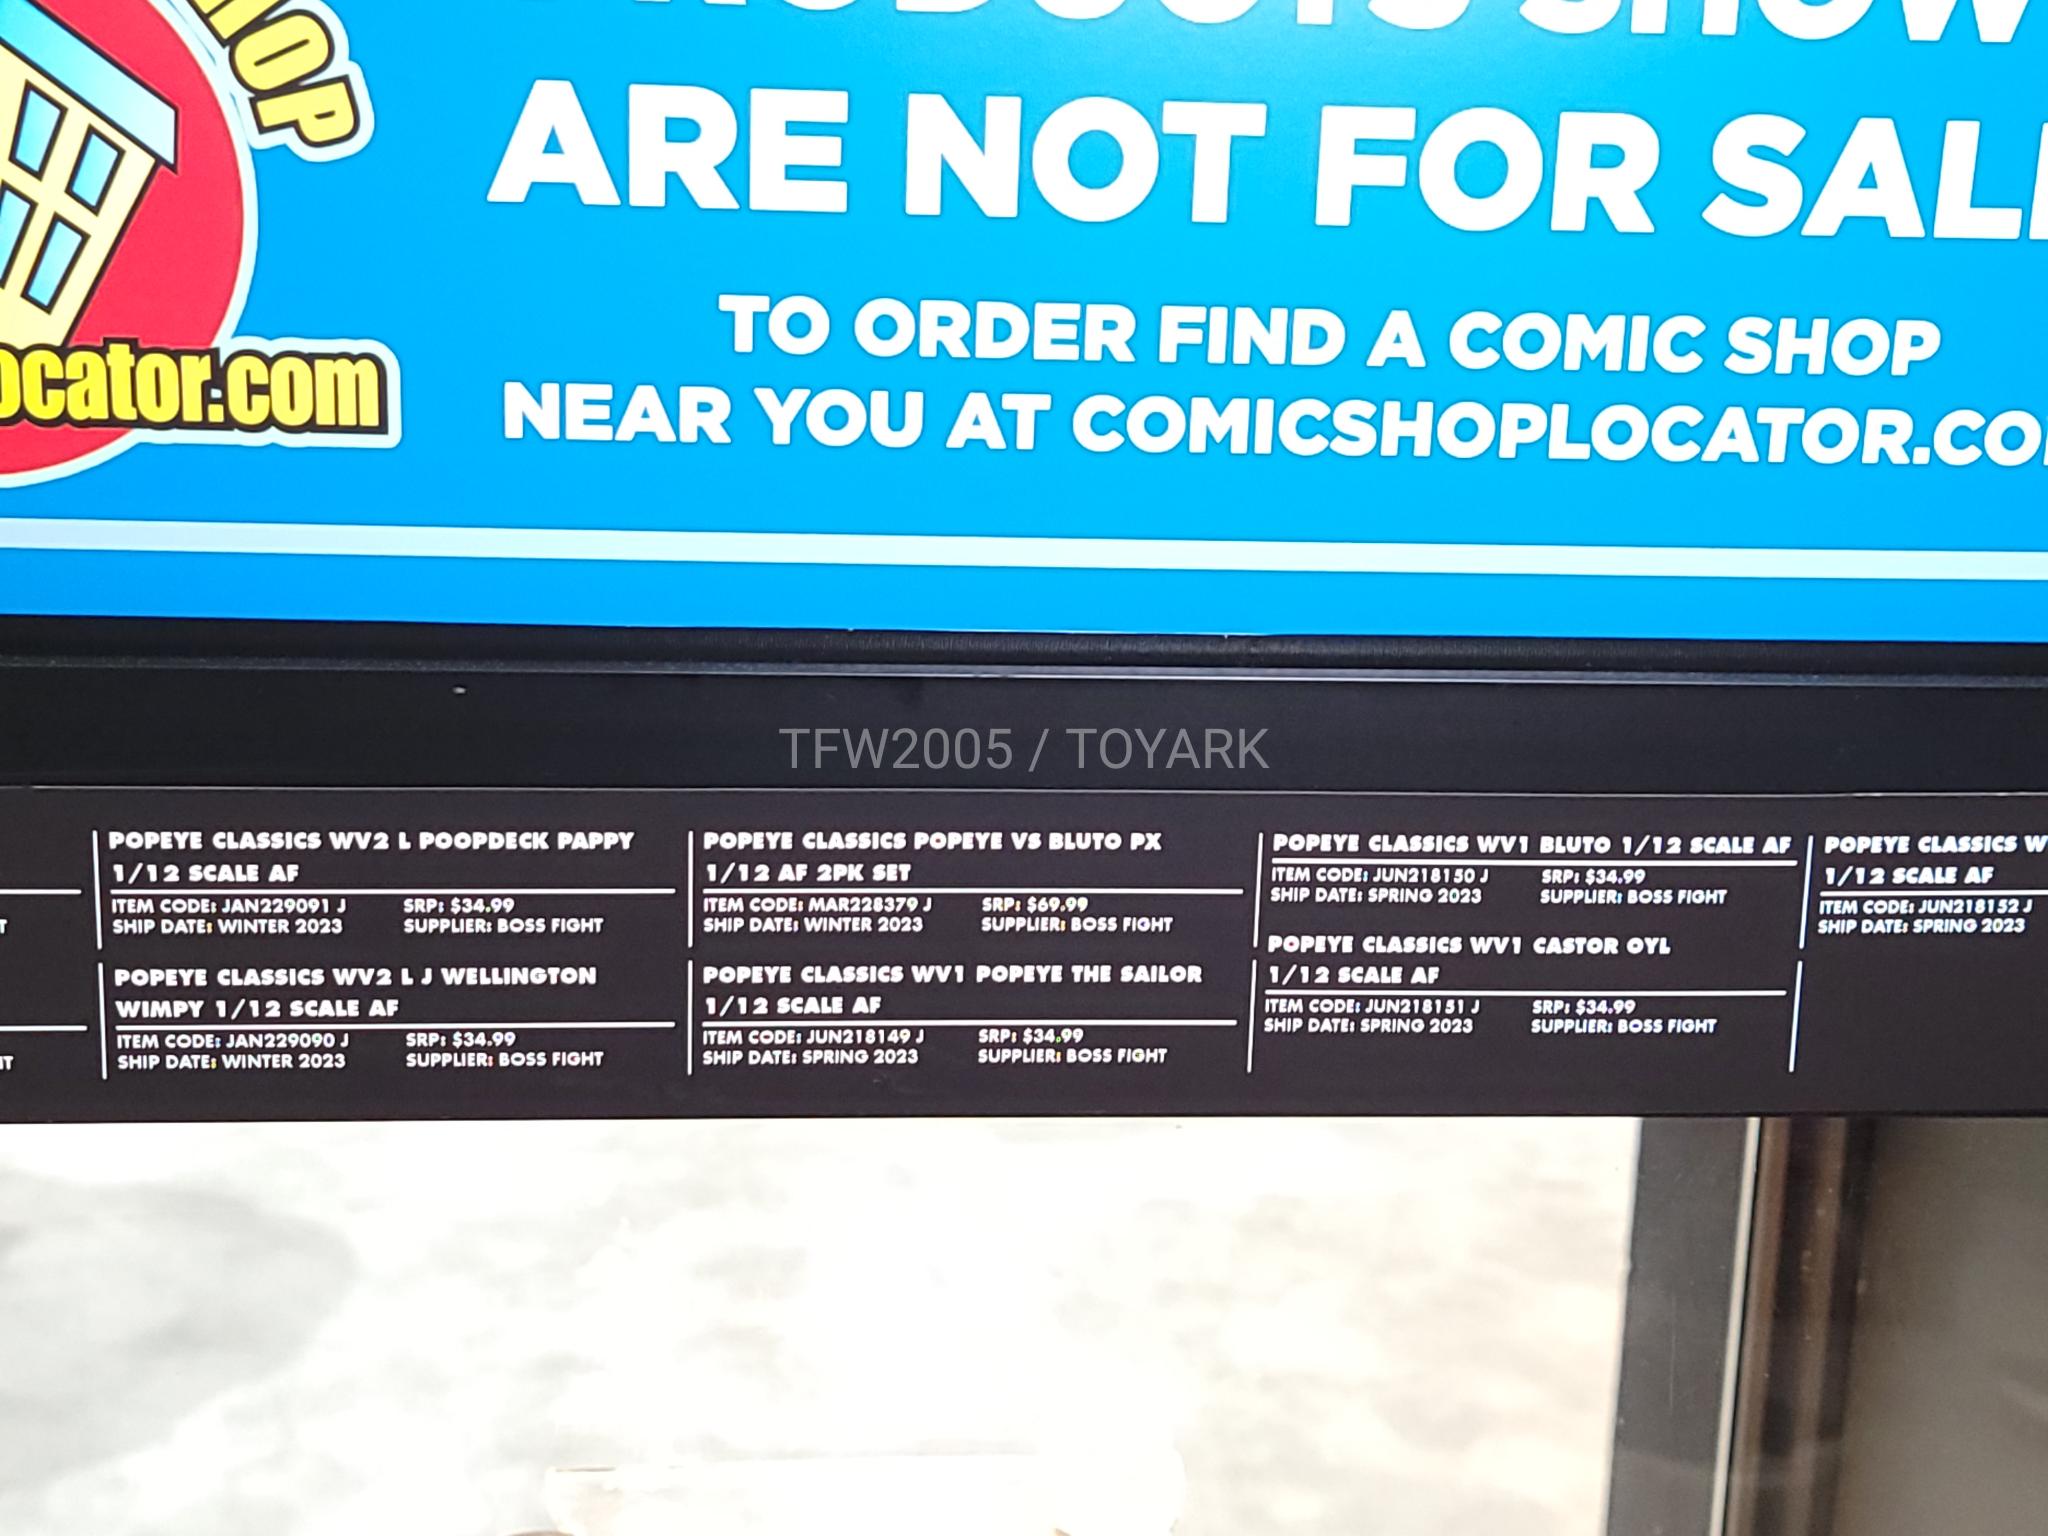 HOP
ocator.com
PRODUCTS SHOW
ARE NOT FOR SAL
TO ORDER FIND A COMIC SHOP
NEAR YOU AT COMICSHOPLOCATOR.CO
TFW2005 / TOYARK
POPEYE CLASSICS WV2 L POOPDECK PAPPY
1/12 SCALE AF
ITEM CODE: JAN229091 J SRP: $34.99
SHIP DATE: WINTER 2023 SUPPLIER: BOSS FIGHT
POPEYE CLASSICS WV2 L J WELLINGTON
WIMPY 1/12 SCALE AF
ITEM CODE: JAN229090 J SRP: $34.99
SHIP DATE: WINTER 2023 SUPPLIER: BOSS FIGHT
POPEYE CLASSICS POPEYE VS BLUTO PX
1/12 AF 2PK SET
ITEM CODE: MAR228379 J SRP: $69.99
SHIP DATE: WINTER 2023 SUPPLIER: BOSS FIGHT
POPEYE CLASSICS WV1 POPEYE THE SAILOR
1/12 SCALE AF
ITEM CODE: JUN218149 J SRP: $34.99
SHIP DATE: SPRING 2023 SUPPLIER: BOSS FIGHT
POPEYE CLASSICS WV1 BLUTO 1/12 SCALE AF
ITEM CODE: JUN218150 J SRP: $34.99
SHIP DATE: SPRING 2023 SUPPLIER: BOSS FIGHT
POPEYE CLASSICS WV1 CASTOR OYL
1/12 SCALE AF
ITEM CODE: JUN218151 J SRP: $34.99
SHIP DATE: SPRING 2023 SUPPLIER: BOSS FIGHT
POPEYE CLASSICS W
1/12 SCALE AF
ITEM CODE: JUN218152 J
SHIP DATE: SPRING 2023